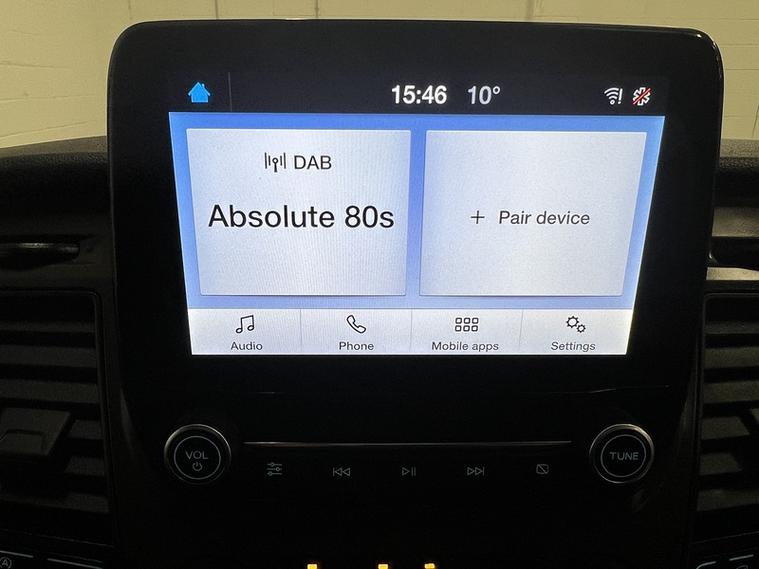 15:46 10°
DAB
Absolute 80s
+ Pair device
Audio
Phone
Mobile apps
Settings
VOL
TUNE
A